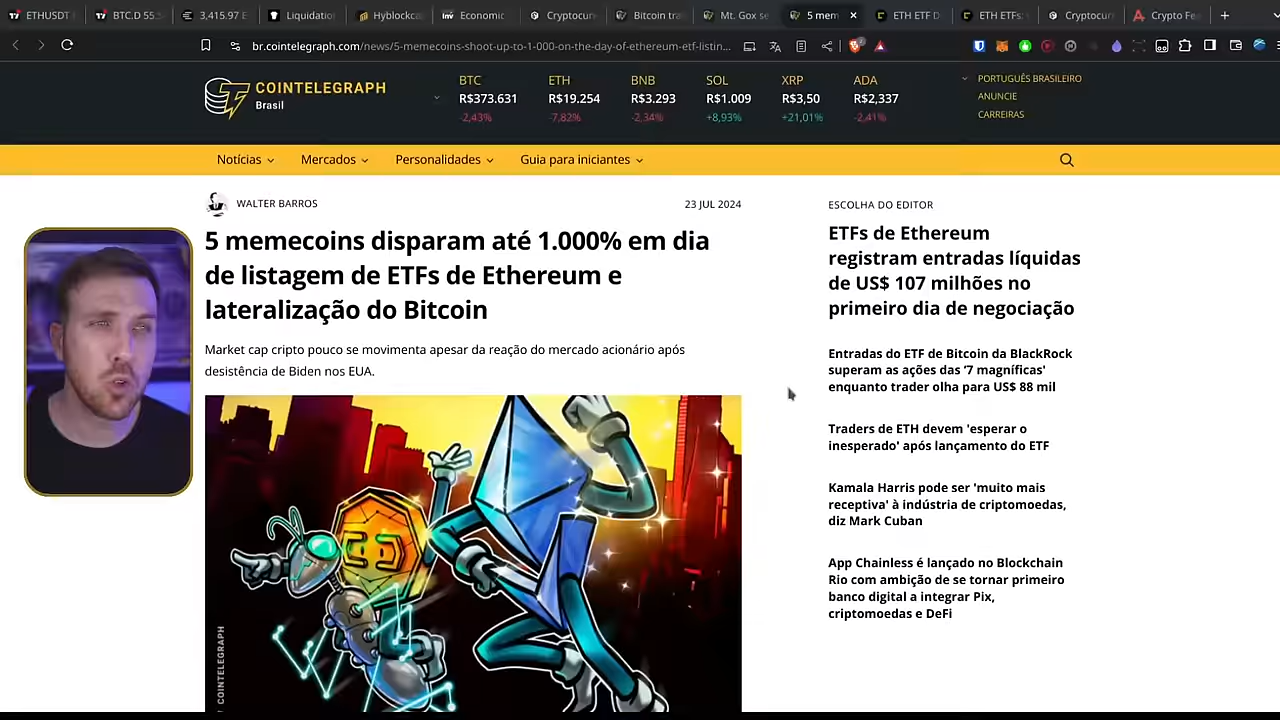 ETHUSDT
BTC.D 55.
3,415.97 E
Liquidation
Hyblockca
Economic
Cryptocur
Bitcoin tra
Mt. Gox se
5 mem
ETH ETF D
ETH ETFs:
Cryptocur
Crypto Fea
br.cointelegraph.com/news/5-memecoins-shoot-up-to-1-000-on-the-day-of-ethereum-etf-listin...
COINTELEGRAPH
Brasil
BTC
R$373.631
-2,43%
ETH
R$19.254
-7,82%
BNB
R$3.293
-2,34%
SOL
R$1.009
+8,93%
XRP
R$3,50
+21,01%
ADA
R$2,337
-2,41%
PORTUGUÊS BRASILEIRO
ANUNCIE
CARREIRAS
Notícias
Mercados
Personalidades
Guia para iniciantes
WALTER BARROS
23 JUL 2024
5 memecoins disparam até 1.000% em dia
de listagem de ETFs de Ethereum e
lateralização do Bitcoin
Market cap cripto pouco se movimenta apesar da reação do mercado acionário após
desistência de Biden nos EUA.
COINTELEGRAPH
ESCOLHA DO EDITOR
ETFs de Ethereum
registram entradas líquidas
de US$ 107 milhões no
primeiro dia de negociação
Entradas do ETF de Bitcoin da BlackRock
superam as ações das ‘7 magníficas'
enquanto trader olha para US$ 88 mil
Traders de ETH devem 'esperar o
inesperado' após lançamento do ETF
Kamala Harris pode ser 'muito mais
receptiva' à indústria de criptomoedas,
diz Mark Cuban
App Chainless é lançado no Blockchain
Rio com ambição de se tornar primeiro
banco digital a integrar Pix,
criptomoedas e DeFi